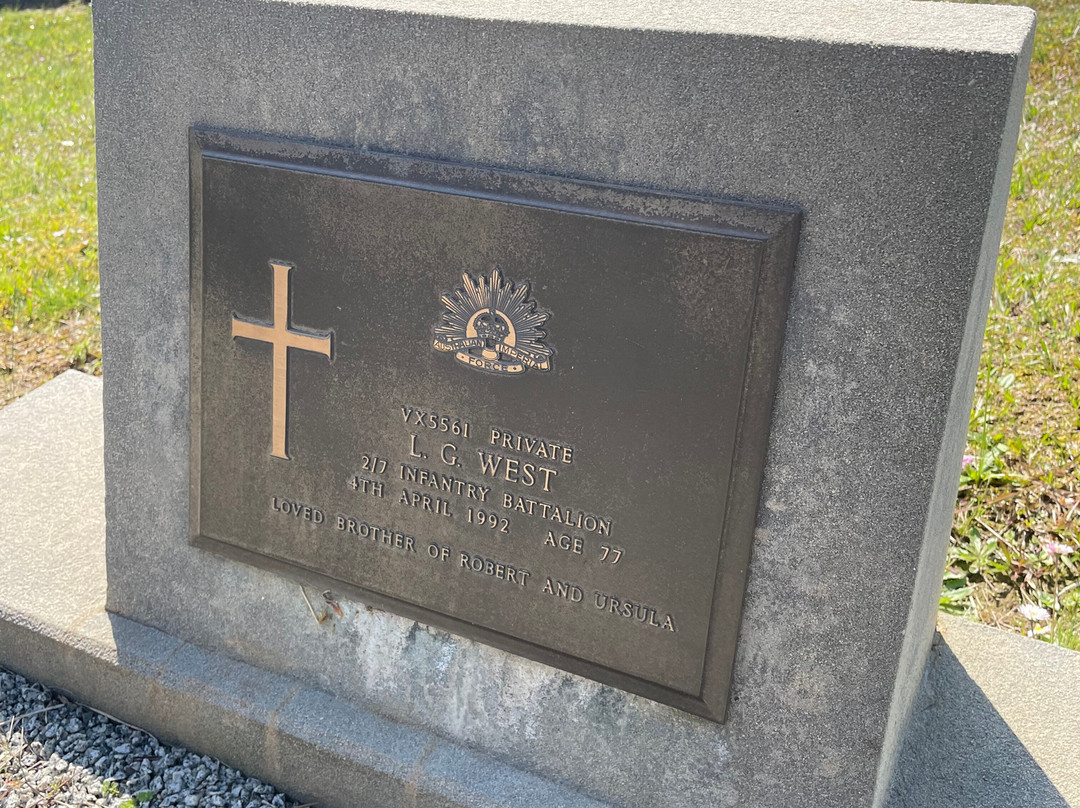 AUSTRALIAN IMPERIAL
FORCE
VX5561 PRIVATE
L. G. WEST
2/7 INFANTRY BATTALION
4TH APRIL 1992 AGE 77
LOVED BROTHER OF ROBERT AND URSULA